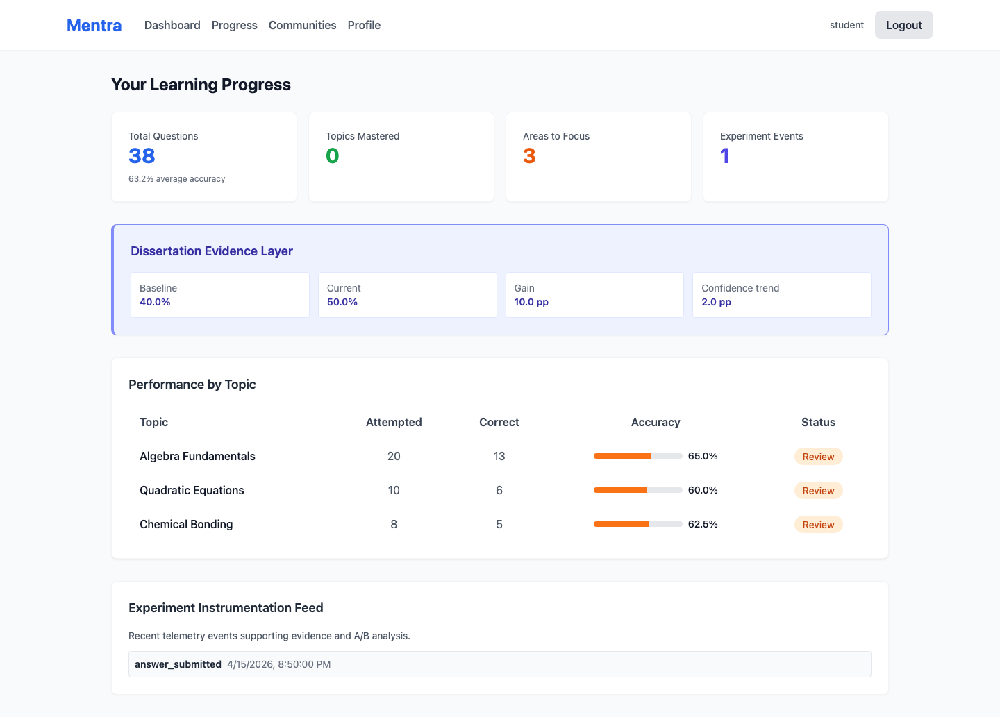 Mentra Dashboard Progress Communities Profile student Logout
Your Learning Progress
Total Questions
38
63.2% average accuracy
Topics Mastered
0
Areas to Focus
3
Experiment Events
1
Dissertation Evidence Layer
Baseline
40.0%
Current
50.0%
Gain
10.0 pp
Confidence trend
2.0 pp
Performance by Topic
Topic Attempted Correct Accuracy Status
Algebra Fundamentals 20 13 65.0% Review
Quadratic Equations 10 6 60.0% Review
Chemical Bonding 8 5 62.5% Review
Experiment Instrumentation Feed
Recent telemetry events supporting evidence and A/B analysis.
answer_submitted 4/15/2026, 8:50:00 PM